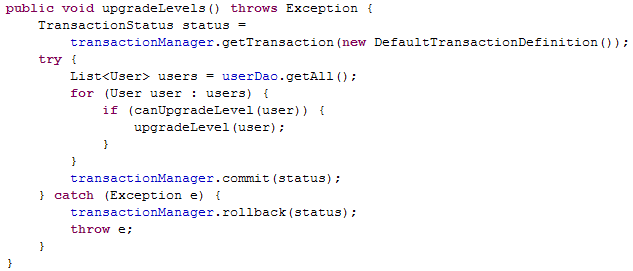 public void upgradeLevels() throws Exception {
    TransactionStatus status =
        transactionManager.getTransaction(new DefaultTransactionDefinition());
    try {
        List<User> users = userDao.getAll();
        for (User user : users) {
            if (canUpgradeLevel(user)) {
                upgradeLevel(user);
            }
        }
        transactionManager.commit(status);
    } catch (Exception e) {
        transactionManager.rollback(status);
        throw e;
    }
}